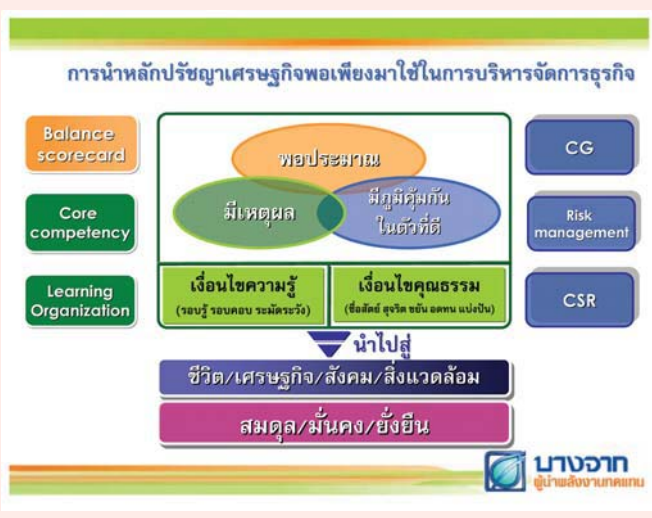 การนำหลักปรัชญาเศรษฐกิจพอเพียงมาใช้ในการบริหารจัดการธุรกิจ
Balance
scorecard
Core
competency
Learning
Organization
พอประมาณ
มีเหตุผล
มีภูมิคุ้มกัน
ในตัวที่ดี
เงื่อนไขความรู้
(รอบรู้ รอบคอบ ระมัดระวัง)
เงื่อนไขคุณธรรม
(ซื่อสัตย์ สุจริต ขยัน อดทน แบ่งปัน)
CG
Risk
management
CSR
นำไปสู่
ชีวิต/เศรษฐกิจ/สังคม/สิ่งแวดล้อม
สมดุล/มั่นคง/ยั่งยืน
บางจาก
ผู้นำพลังงานทดแทน